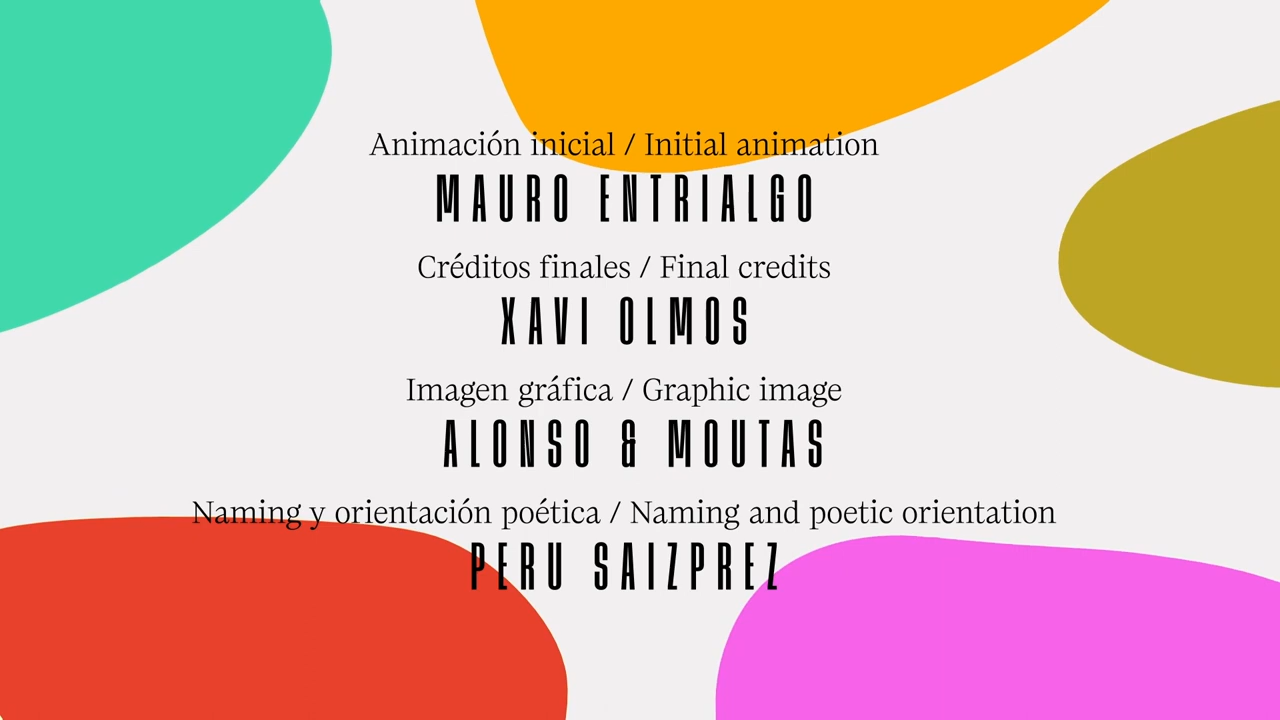 Animación inicial / Initial animation
MAURO ENTRIALGO
Créditos finales / Final credits
XAVI OLMOS
Imagen gráfica / Graphic image
ALONSO & MOUTAS
Naming y orientación poética / Naming and poetic orientation
PERU SAIZPREZ